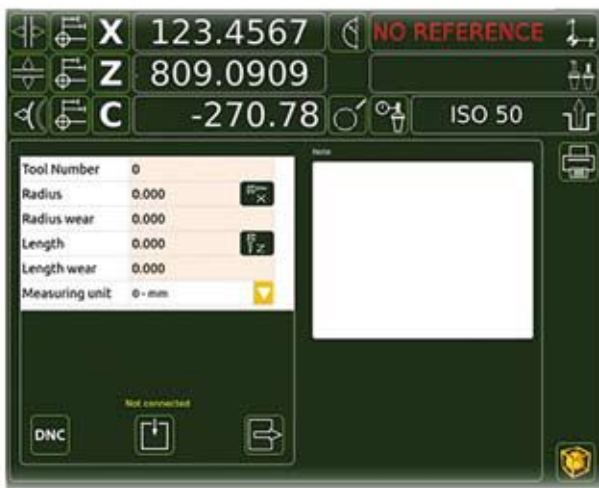 X 123.4567 NO REFERENCE
Z 809.0909
C -270.78 ISO 50
Note
Tool Number 0
Radius 0.000
X
Radius wear 0.000
Length 0.000
Z
Length wear 0.000
Measuring unit 0 - mm
Not connected
DNC